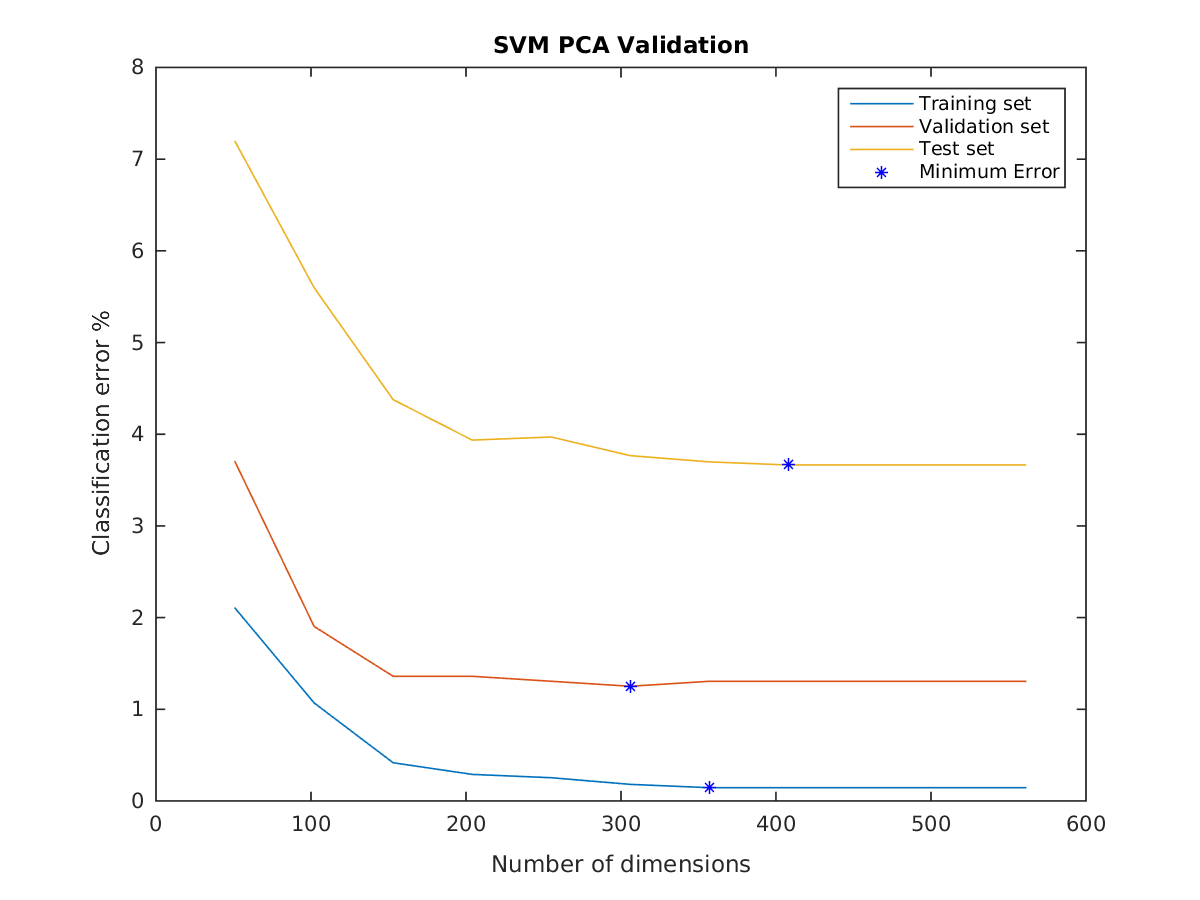 SVM PCA Validation
8
7
6
5
4
3
2
1
0
Classification error %
Training set
Validation set
Test set
Minimum Error
0 100 200 300 400 500 600
Number of dimensions